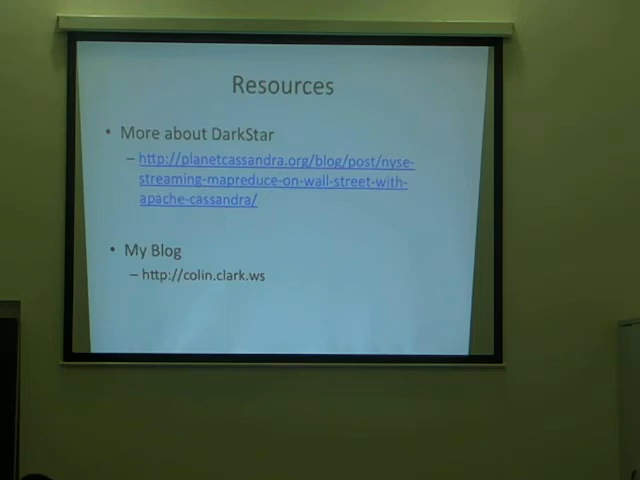 Resources
• More about DarkStar
– http://planetcassandra.org/blog/post/nyse-
streaming-mapreduce-on-wall-street-with-
apache-cassandra/
• My Blog
– http://colin.clark.ws